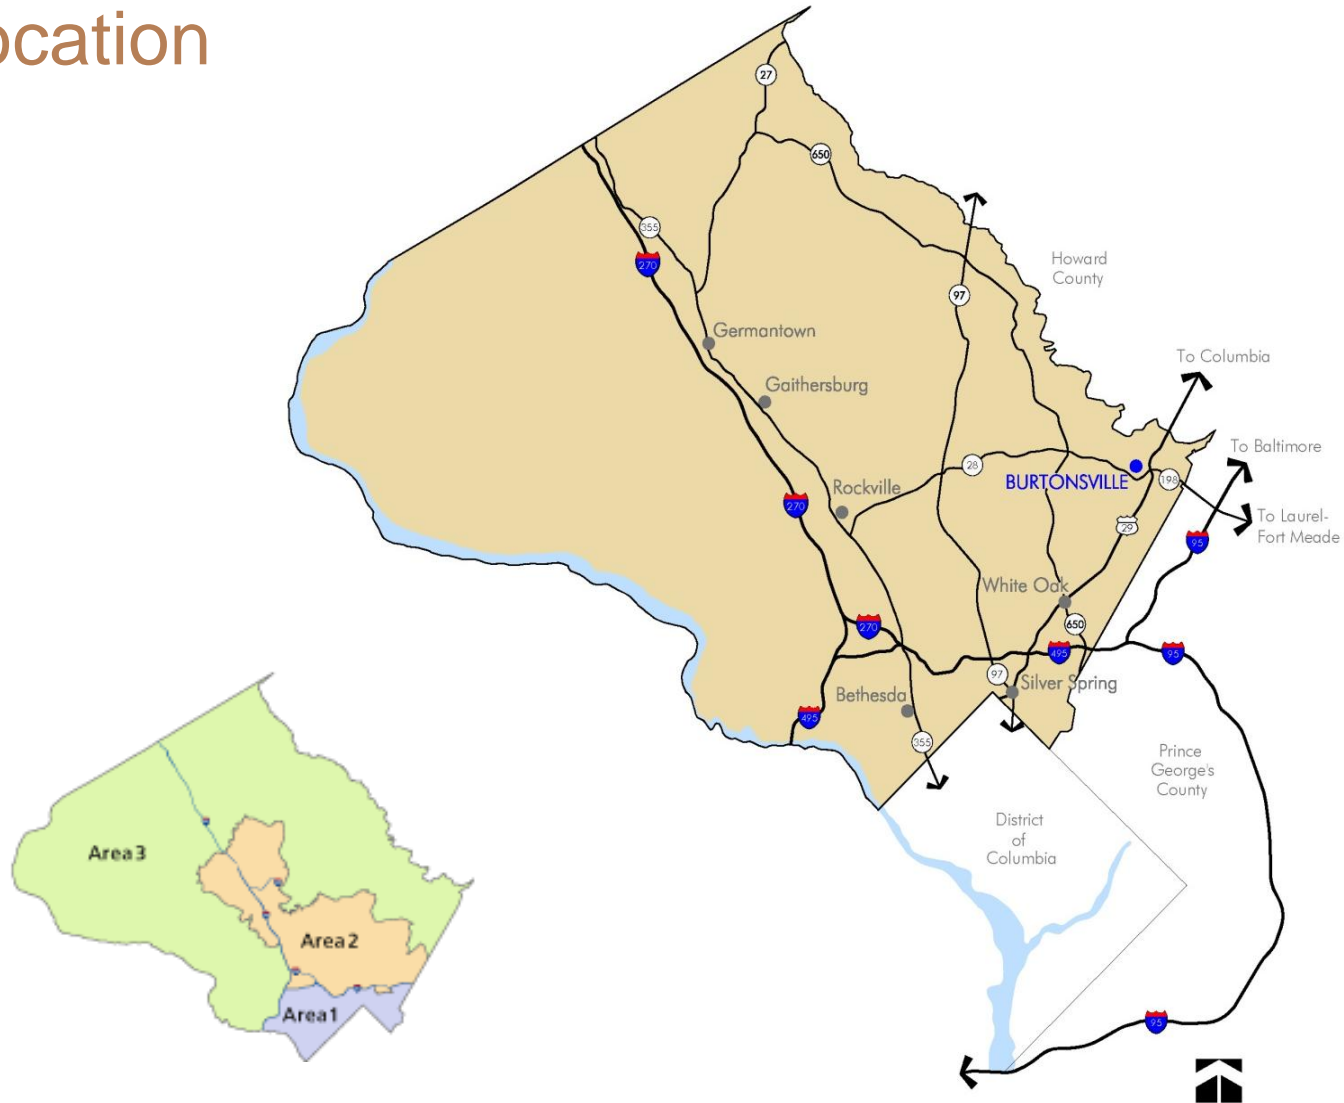 ocation
27
650
355
270
97
Howard
County
Germantown
To Columbia
Gaithersburg
To Baltimore
28
BURTONSVILLE
198
Rockville
270
29
To Laurel-
Fort Meade
95
White Oak
270
650
495
95
97
Silver Spring
Bethesda
495
355
Prince
George's
County
District
of
Columbia
95
Area 3
Area 2
Area 1